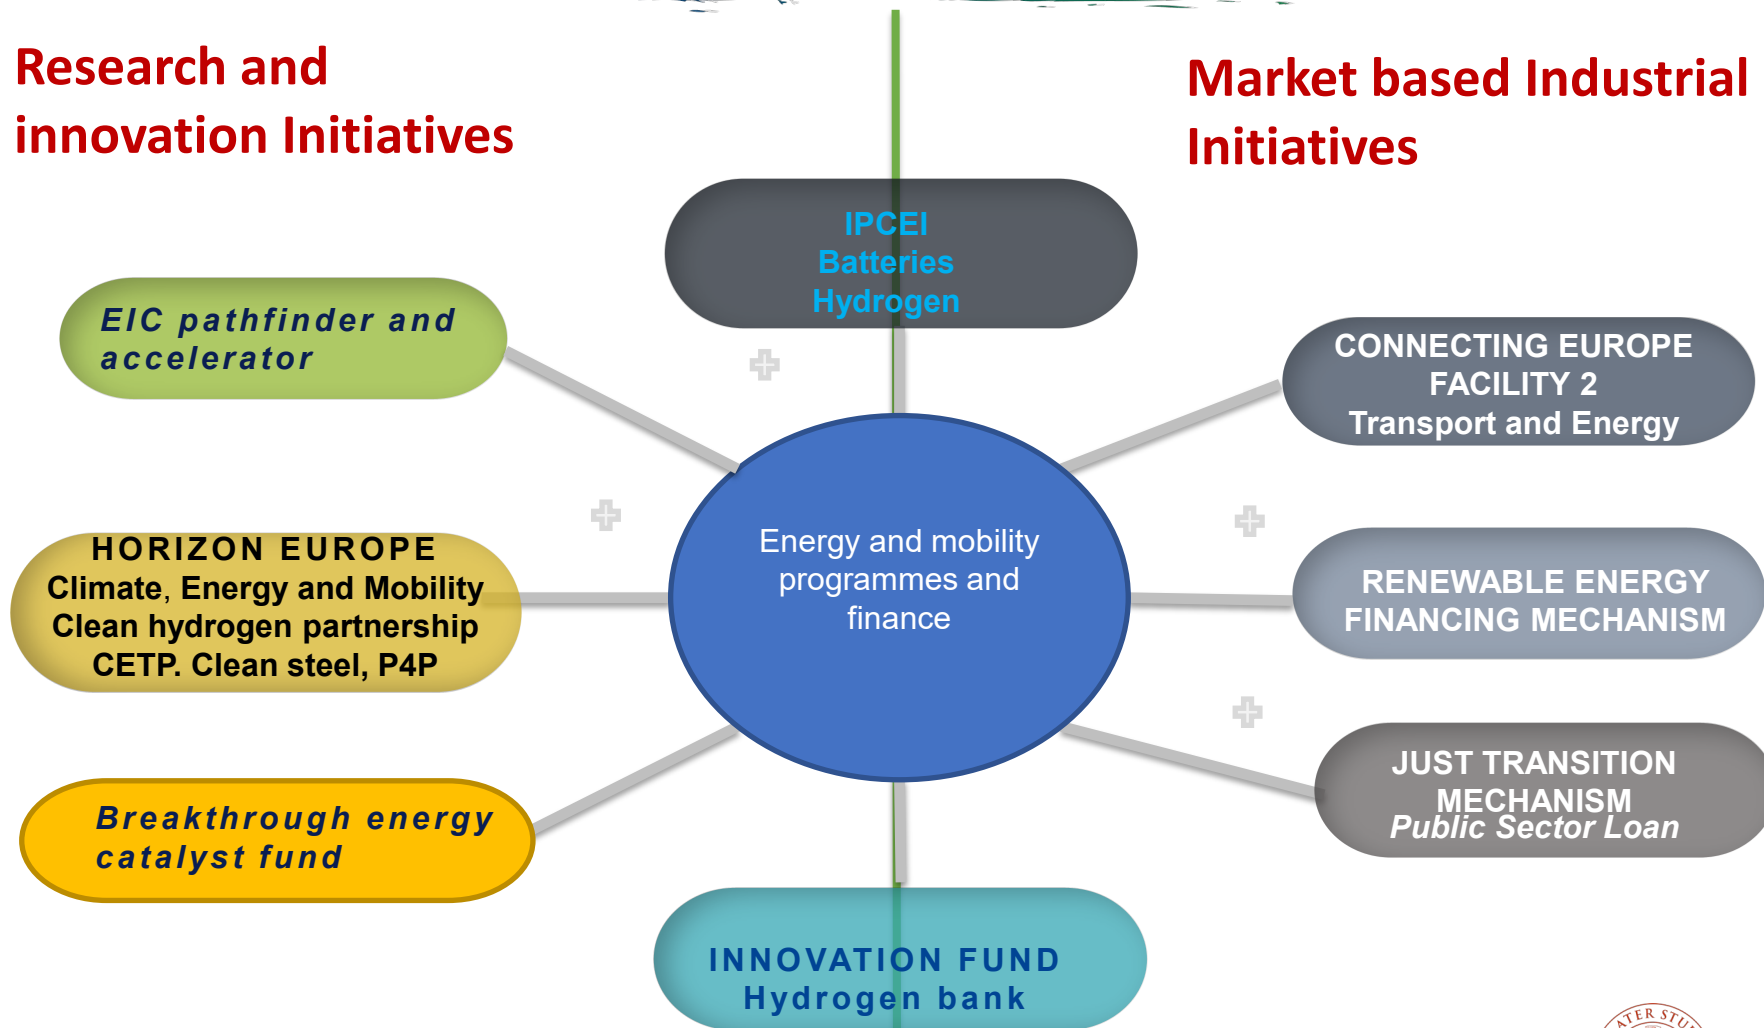 Research and
innovation Initiatives
Market based Industrial
Initiatives
IPCEI
Batteries
Hydrogen
EIC pathfinder and
accelerator
CONNECTING EUROPE
FACILITY 2
Transport and Energy
HORIZON EUROPE
Climate, Energy and Mobility
Clean hydrogen partnership
CETP. Clean steel, P4P
Energy and mobility
programmes and
finance
RENEWABLE ENERGY
FINANCING MECHANISM
Breakthrough energy
catalyst fund
JUST TRANSITION
MECHANISM
Public Sector Loan
INNOVATION FUND
Hydrogen bank